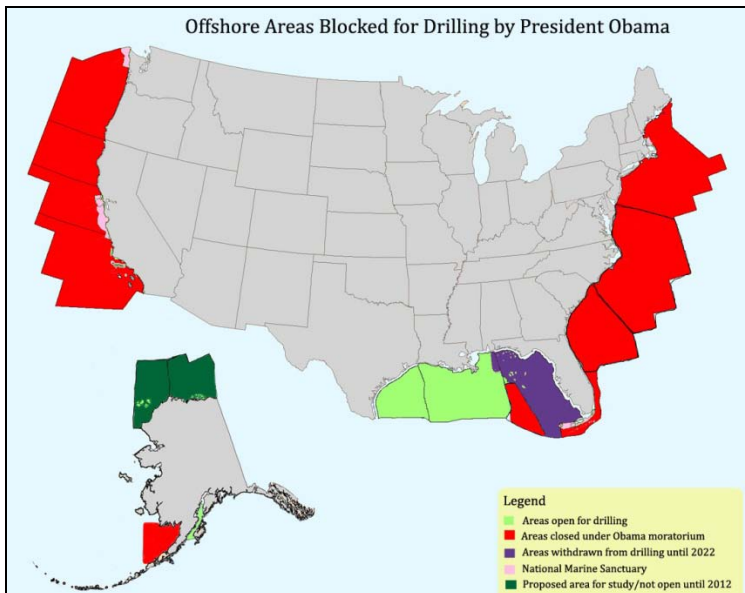 Offshore Areas Blocked for Drilling by President Obama
Legend
Areas open for drilling
Areas closed under Obama moratorium
Areas withdrawn from drilling until 2022
National Marine Sanctuary
Proposed area for study/not open until 2012